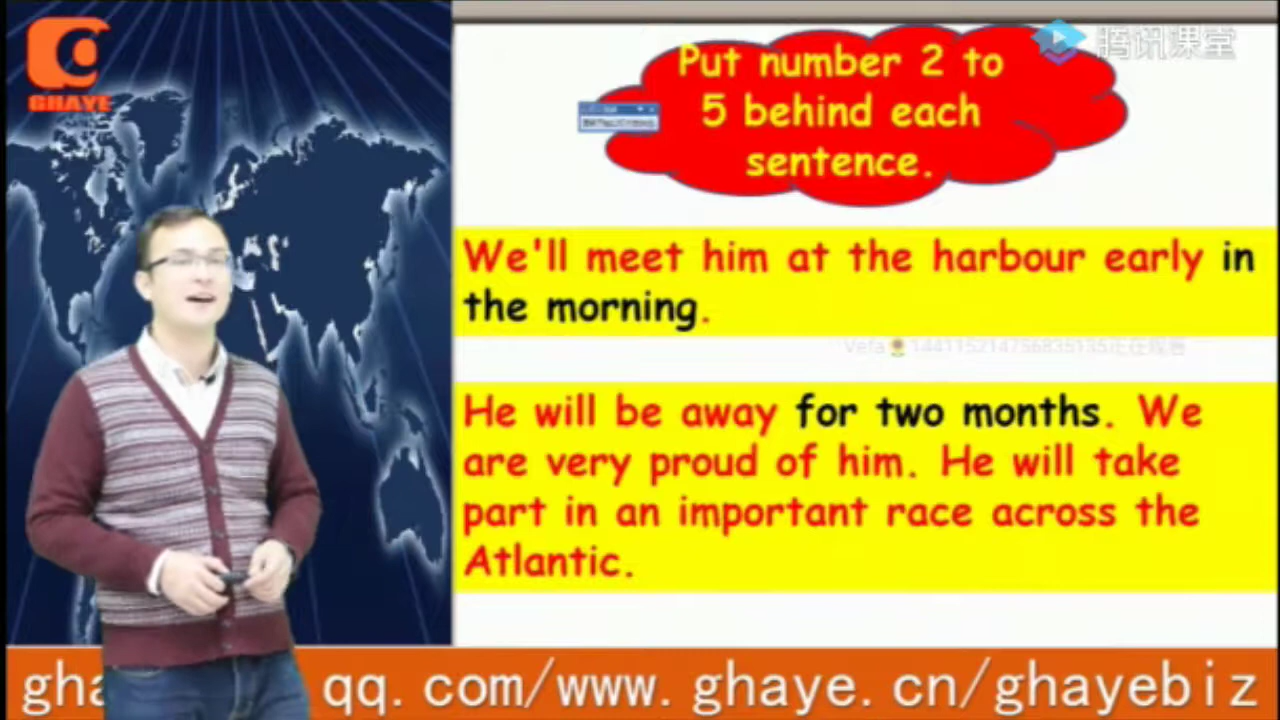 GHAYE
腾讯课堂
Put number 2 to
5 behind each
sentence.
We'll meet him at the harbour early in
the morning.
He will be away for two months. We
are very proud of him. He will take
part in an important race across the
Atlantic.
gha qq.com/www.ghaye.cn/ghayebiz